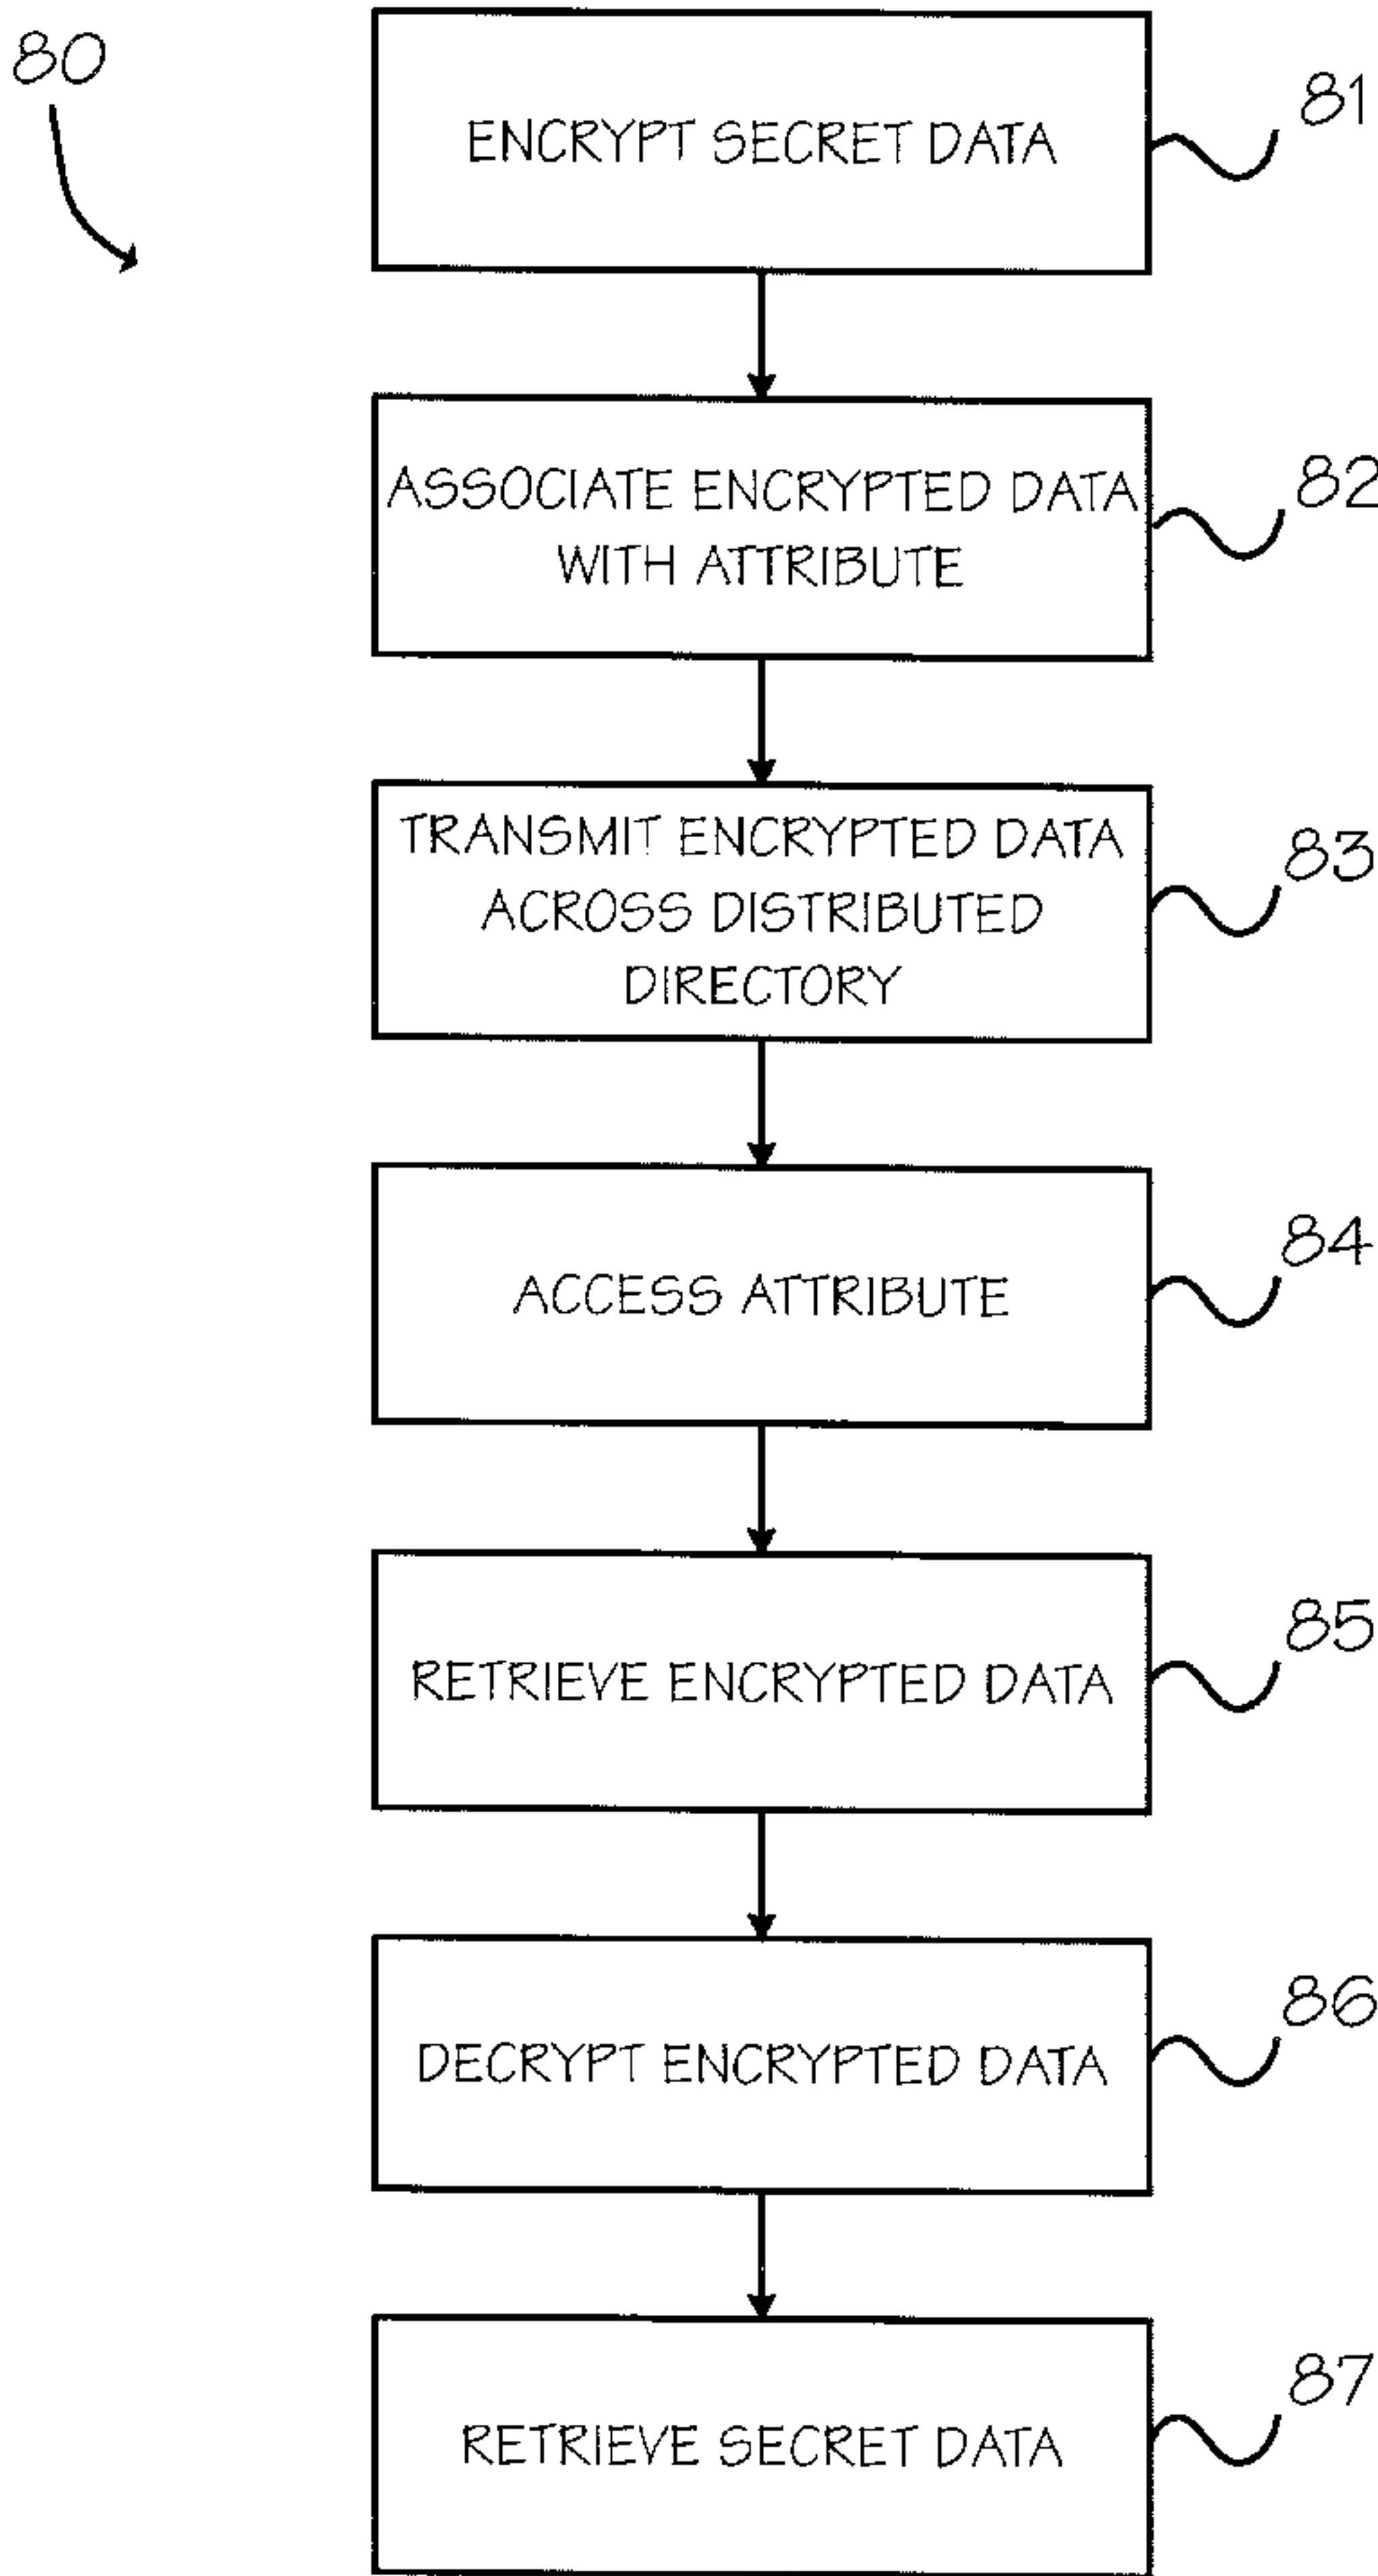 80
ENCRYPT SECRET DATA
81
ASSOCIATE ENCRYPTED DATA
WITH ATTRIBUTE
82
TRANSMIT ENCRYPTED DATA
ACROSS DISTRIBUTED
DIRECTORY
83
ACCESS ATTRIBUTE
84
RETRIEVE ENCRYPTED DATA
85
DECRYPT ENCRYPTED DATA
86
RETRIEVE SECRET DATA
87